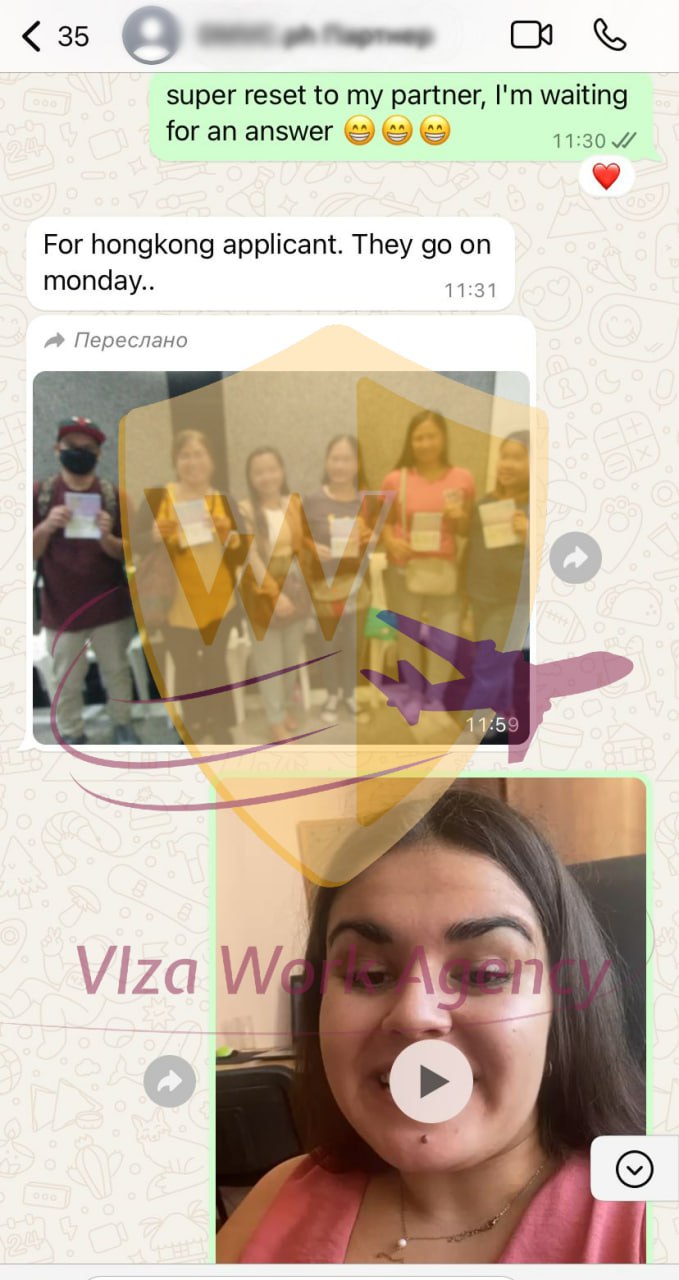 35
ph Партнер
super reset to my partner, I'm waiting
for an answer 😁😁😁
11:30
For hongkong applicant. They go on
monday..
11:31
Переслано
W
11:59
VIza Work Agency